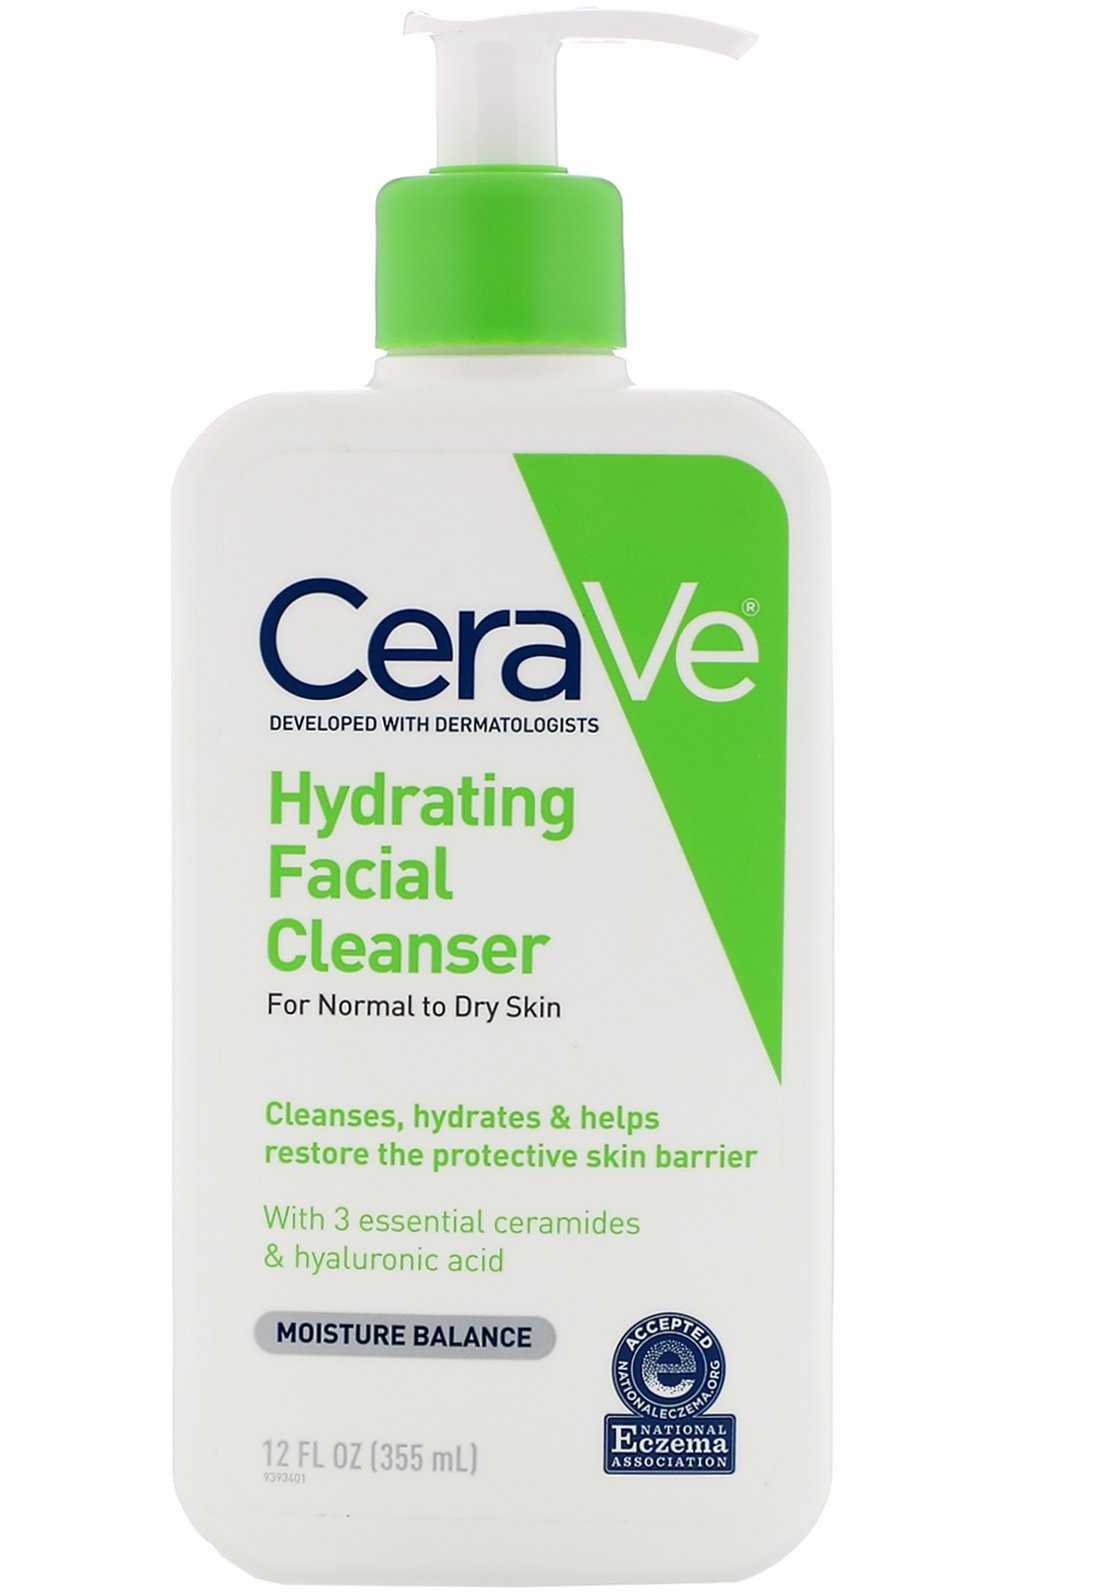 CeraVe®
DEVELOPED WITH DERMATOLOGISTS
Hydrating
Facial
Cleanser
For Normal to Dry Skin
Cleanses, hydrates & helps
restore the protective skin barrier
With 3 essential ceramides
& hyaluronic acid
MOISTURE BALANCE
ACCEPTED
e
NATIONALECZEMA.ORG
NATIONAL
Eczema
ASSOCIATION
12 FL OZ (355 mL)
9393401